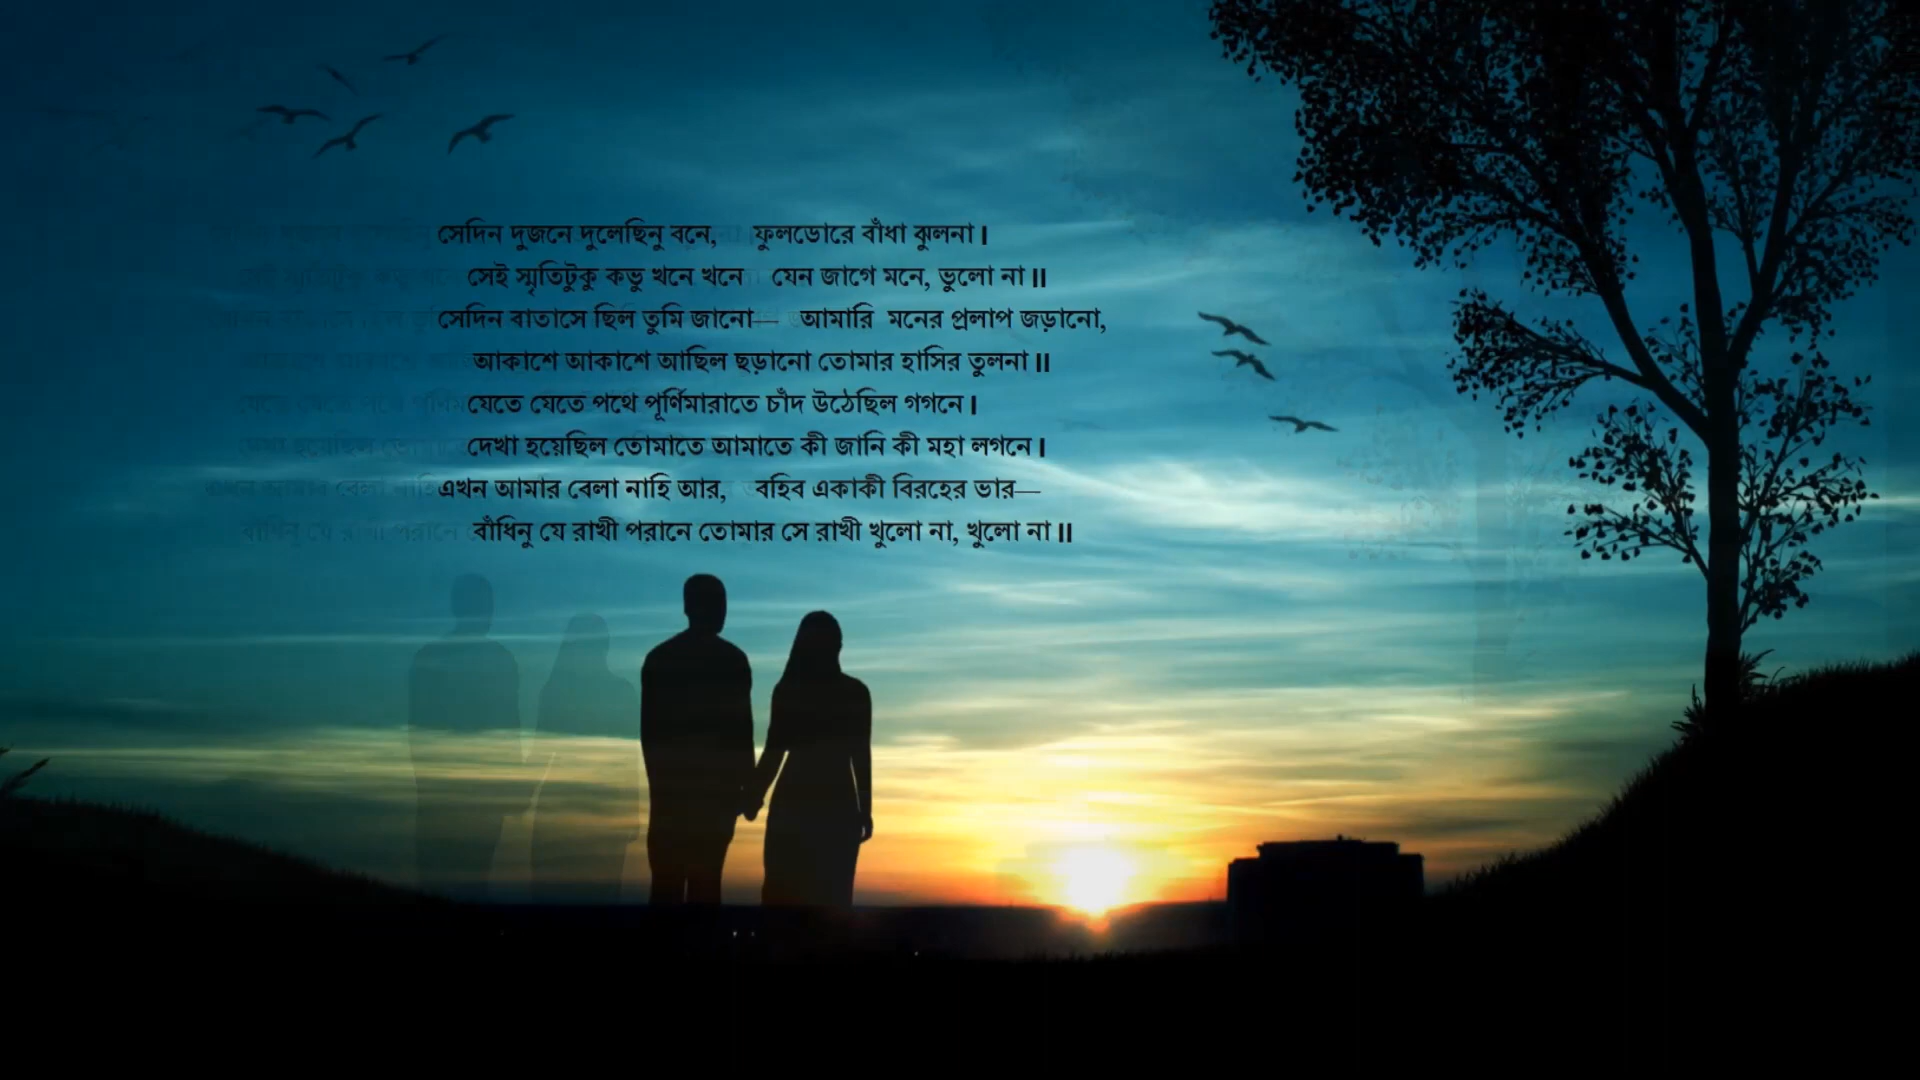 সেদিন দুজনে দুলেছিনু বনে, ফুলডোরে বাঁধা ঝুলনা।
সেই স্মৃতিটুকু কভু খনে খনে যেন জাগে মনে, ভুলো না॥
সেদিন বাতাসে ছিল তুমি জানো— আমারি মনের প্রলাপ জড়ানো,
আকাশে আকাশে আছিল ছড়ানো তোমার হাসির তুলনা॥
যেতে যেতে পথে পূর্ণিমারাতে চাঁদ উঠেছিল গগনে।
দেখা হয়েছিল তোমাতে আমাতে কী জানি কী মহা লগনে।
এখন আমার বেলা নাহি আর, বহিব একাকী বিরহের ভার—
বাঁধিনু যে রাখী পরানে তোমার সে রাখী খুলো না, খুলো না॥